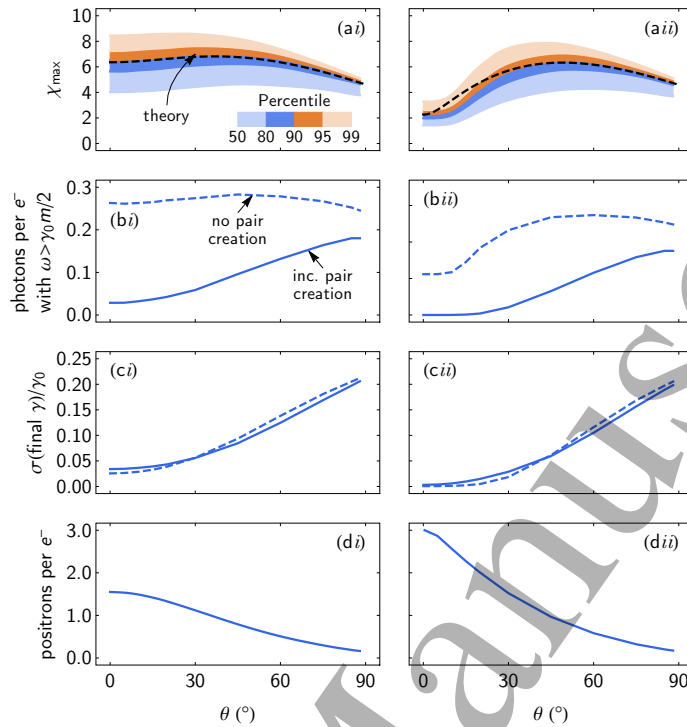 10
8
6
4
2
0
χmax
(ai)
theory
Percentile
50 80 90 95 99
(aii)
0.3
0.2
0.1
0.0
photons per e−
with ω>γ0m/2
(bi)
no pair
creation
inc. pair
creation
(bii)
0.25
0.20
0.15
0.10
0.05
0.00
σ(final γ)/γ0
(ci)
(cii)
3.0
2.0
1.0
0.0
positrons per e−
(di)
(dii)
0 30 60 90
0 30 60 90
θ (°)
θ (°)